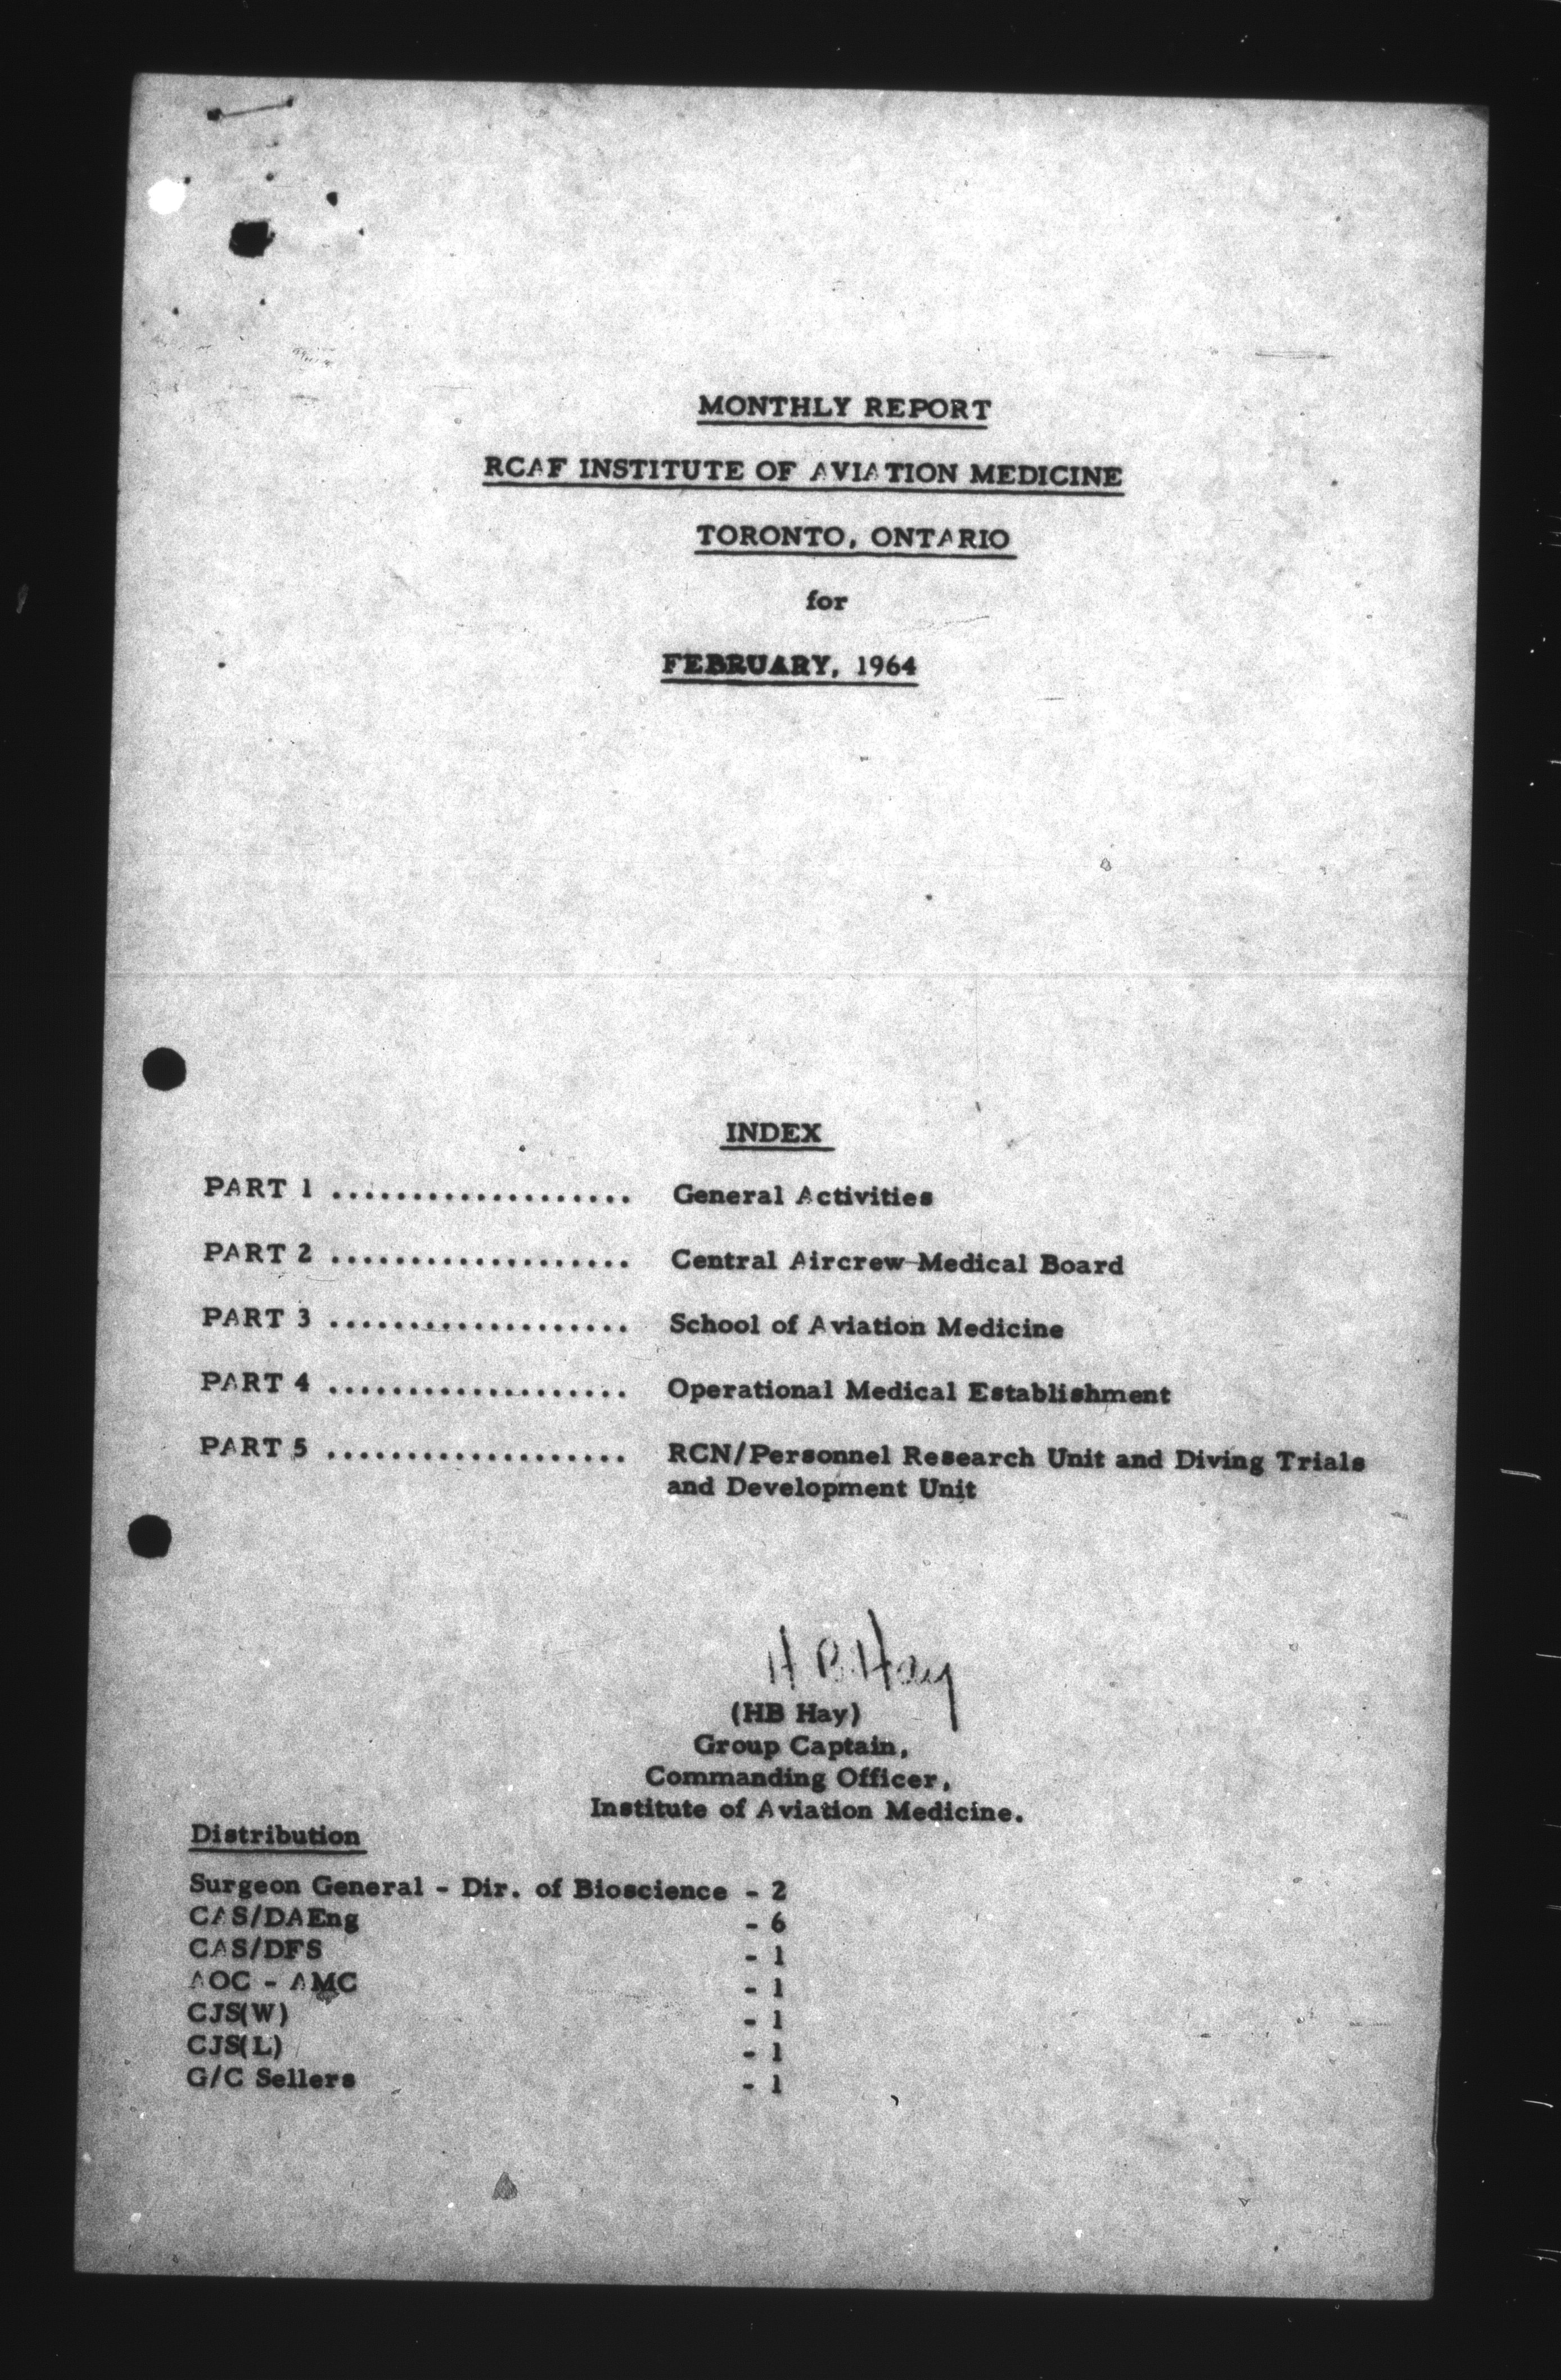 MONTHLY REPORT
RCAF INSTITUTE OF AVIATION MEDICINE
TORONTO, ONTARIO
for
FEBRUARY, 1964
INDEX
PART 1 ................... General Activities
PART 2 ................... Central Aircrew Medical Board
PART 3 ................... School of Aviation Medicine
PART 4 ................... Operational Medical Establishment
PART 5 ................... RCN/Personnel Research Unit and Diving Trials
and Development Unit
H B Hay
(HB Hay)
Group Captain,
Commanding Officer,
Institute of Aviation Medicine.
Distribution
Surgeon General - Dir. of Bioscience - 2
CAS/DAEng - 6
CAS/DFS - 1
AOC - AMC - 1
CJS(W) - 1
CJS(L) - 1
G/C Sellers - 1